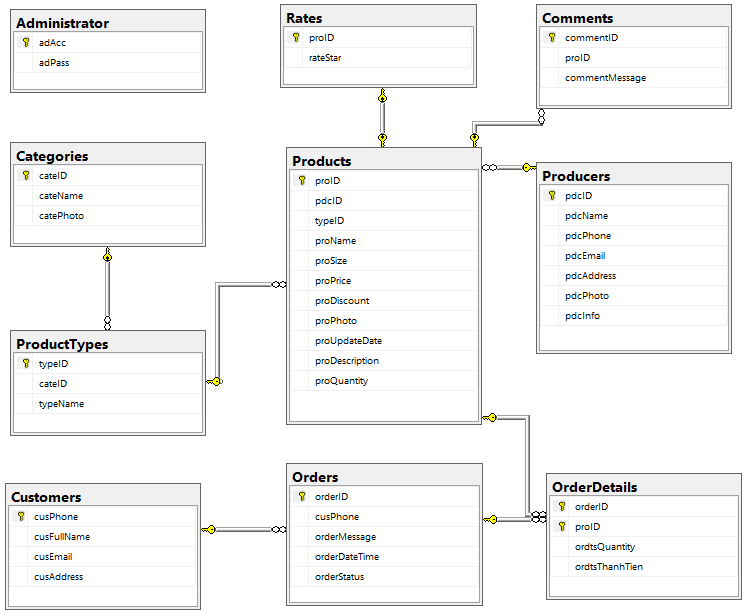 Administrator
adAcc
adPass
Rates
proID
rateStar
Comments
commentID
proID
commentMessage
Categories
cateID
cateName
catePhoto
Products
proID
pdcID
typeID
proName
proSize
proPrice
proDiscount
proPhoto
proUpdateDate
proDescription
proQuantity
Producers
pdcID
pdcName
pdcPhone
pdcEmail
pdcAddress
pdcPhoto
pdcInfo
ProductTypes
typeID
cateID
typeName
Customers
cusPhone
cusFullName
cusEmail
cusAddress
Orders
orderID
cusPhone
orderMessage
orderDateTime
orderStatus
OrderDetails
orderID
proID
ordtsQuantity
ordtsThanhTien